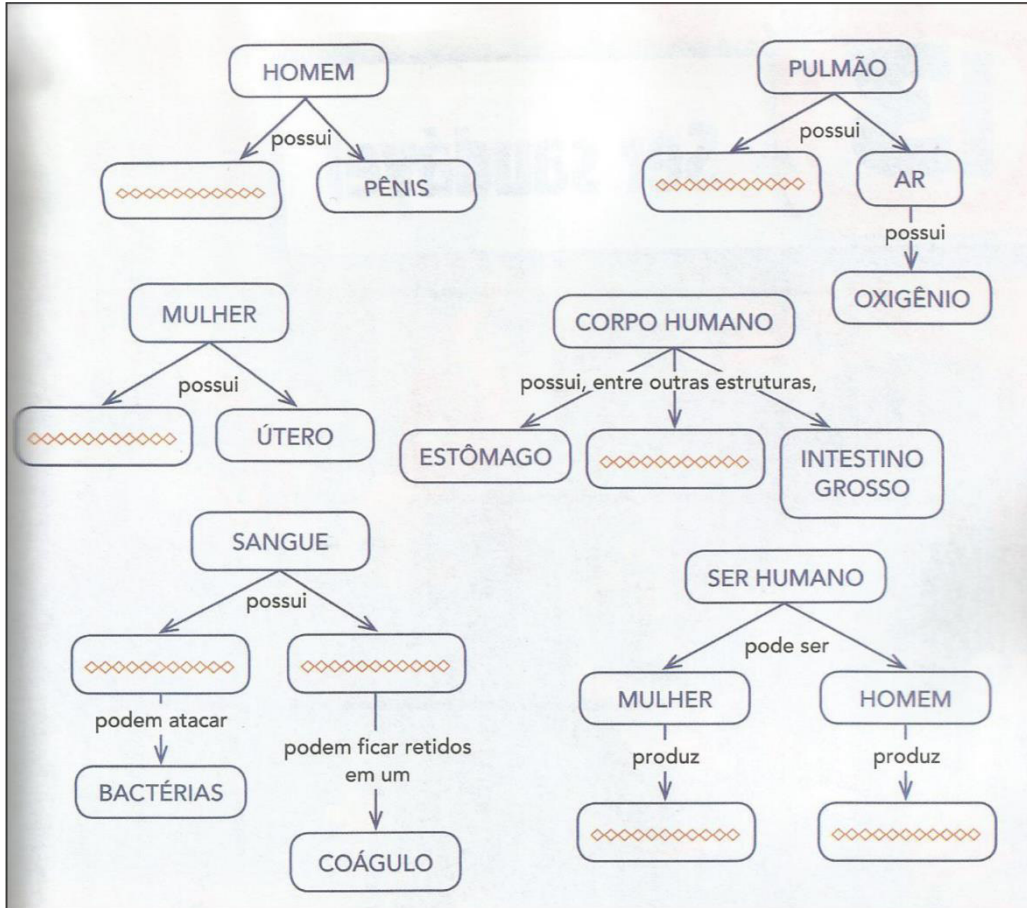 HOMEM
possui
PÊNIS
PULMÃO
possui
AR
possui
OXIGÊNIO
MULHER
possui
ÚTERO
CORPO HUMANO
possui, entre outras estruturas,
ESTÔMAGO
INTESTINO
GROSSO
SANGUE
possui
podem atacar
BACTÉRIAS
podem ficar retidos
em um
COÁGULO
SER HUMANO
pode ser
MULHER
HOMEM
produz
produz